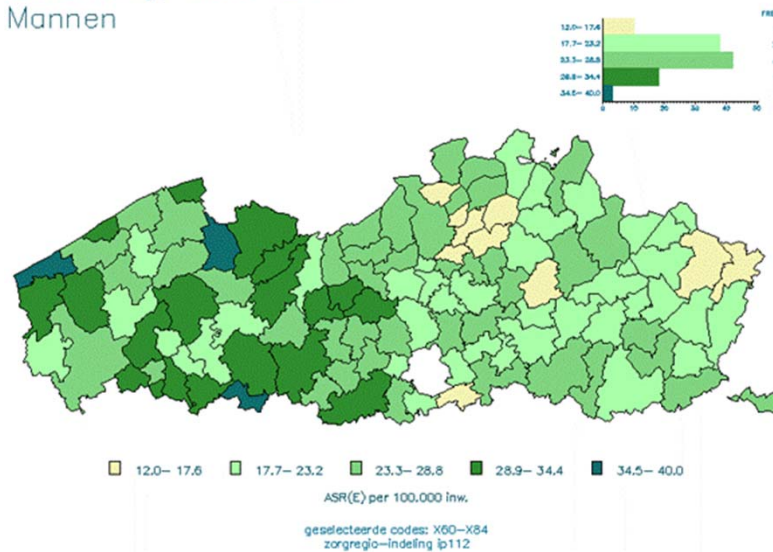 Mannen
FRE
12.0– 17.6
17.7– 23.2
23.3– 28.8
28.9– 34.4
34.5– 40.0
0 10 20 30 40 50
12.0– 17.6 17.7– 23.2 23.3– 28.8 28.9– 34.4 34.5– 40.0
ASR(E) per 100.000 inw.
geselecteerde codes: X60–X84
zorgregio–indeling ip112